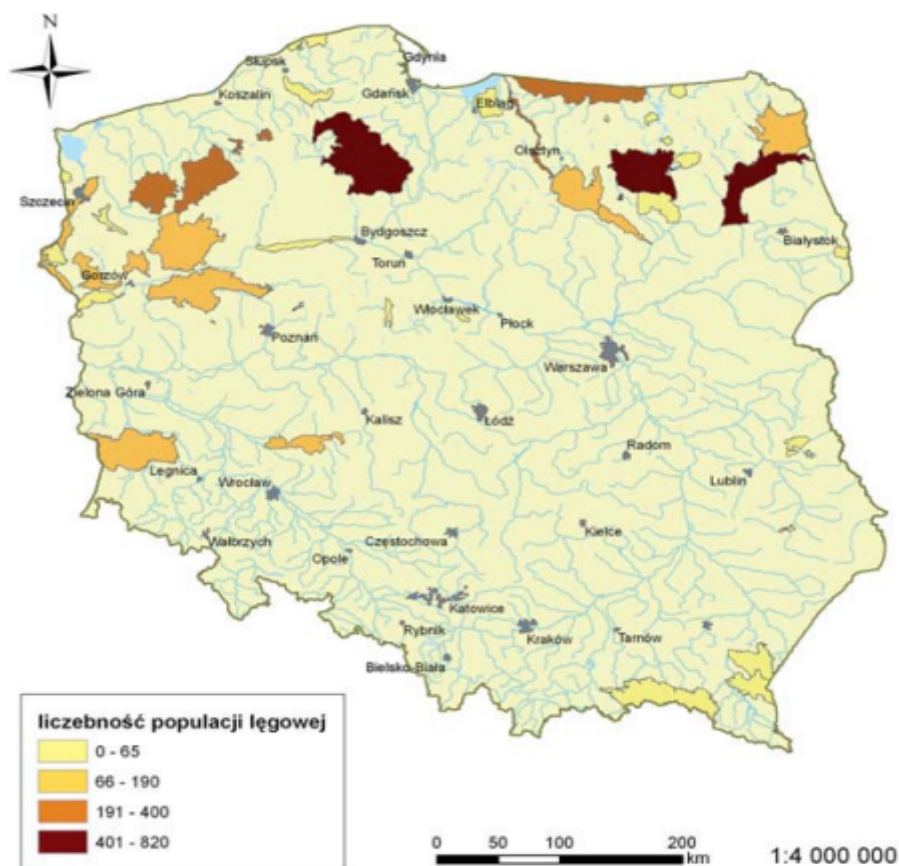 N
Gdynia
Słupsk
Gdańsk
Koszalin
Elbląg
Olsztyn
Szczecin
Białystok
Bydgoszcz
Toruń
Gorzów
Włocławek
Płock
Poznań
Warszawa
Zielona Góra
Kalisz
Łódź
Radom
Legnica
Lublin
Wrocław
Kielce
Wałbrzych
Częstochowa
Opole
Katowice
Rybnik
Kraków
Tarnów
Bielsko-Biała
liczebność populacji lęgowej
0 - 65
66 - 190
191 - 400
401 - 820
0 50 100 200
km
1:4 000 000